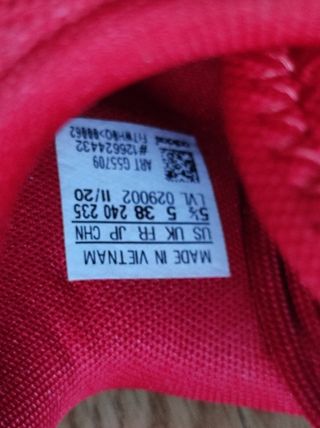 MADE IN VIETNAM
US UK FR JP CHN
5½ 5 38 240 235
LVL 029002 11/20
ART G55709
#126624432
adidas